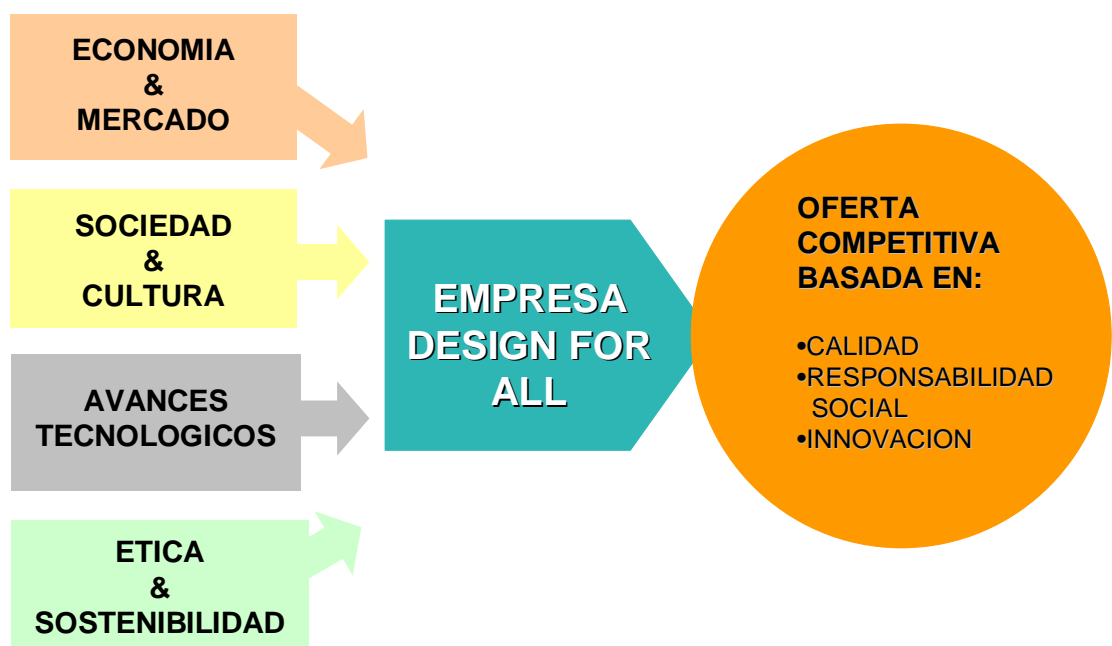 ECONOMIA
&
MERCADO
SOCIEDAD
&
CULTURA
AVANCES
TECNOLOGICOS
ETICA
&
SOSTENIBILIDAD
EMPRESA
DESIGN FOR
ALL
OFERTA
COMPETITIVA
BASADA EN:
•CALIDAD
•RESPONSABILIDAD
SOCIAL
•INNOVACION